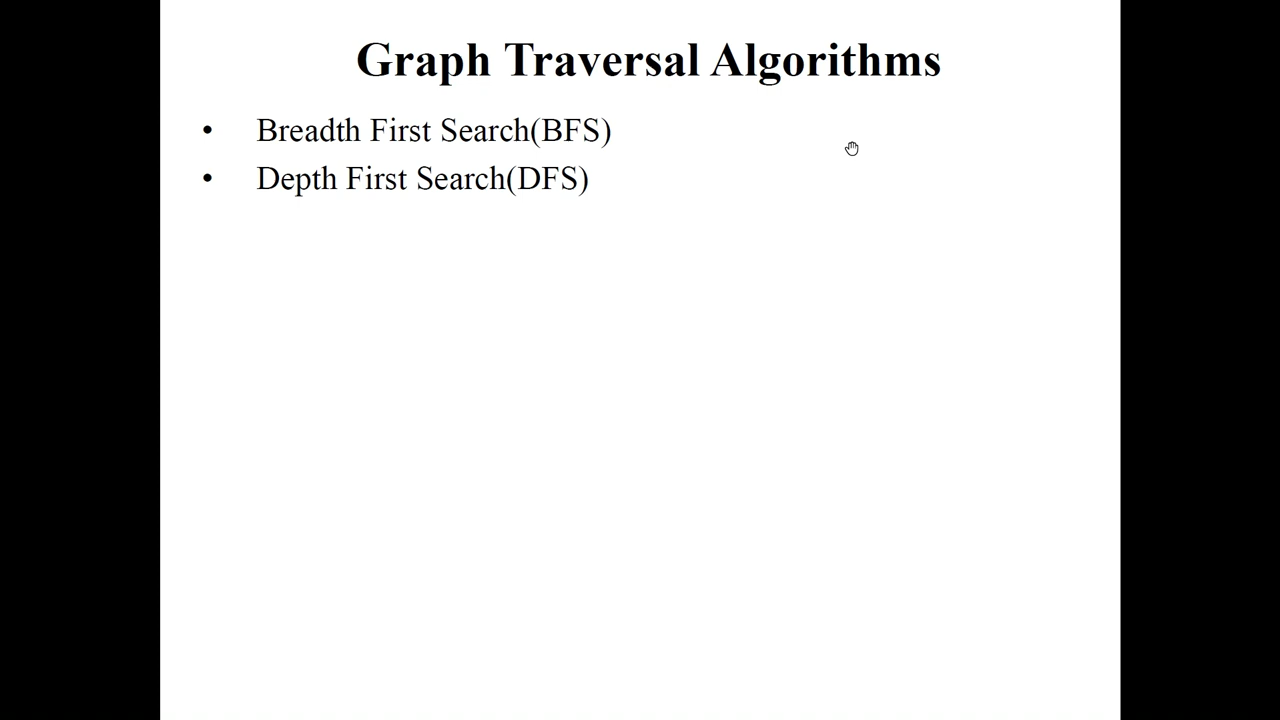 Graph Traversal Algorithms
• Breadth First Search(BFS)
• Depth First Search(DFS)